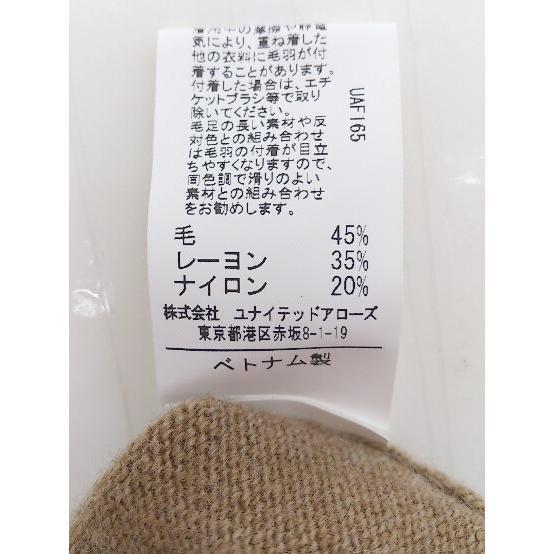 着用中の摩擦や静電
気により、重ね着した
他の衣料に毛羽が付
着することがあります。
付着した場合は、エチ
ケットブラシ等で取り
除いてください。
毛足の長い素材や反
対色との組み合わせ
は毛羽の付着が目立
ちやすくなりますので、
同色調で滑りのよい
素材との組み合わせ
をお勧めします。
UAF165
毛 45%
レーヨン 35%
ナイロン 20%
株式会社 ユナイテッドアローズ
東京都港区赤坂8-1-19
ベトナム製